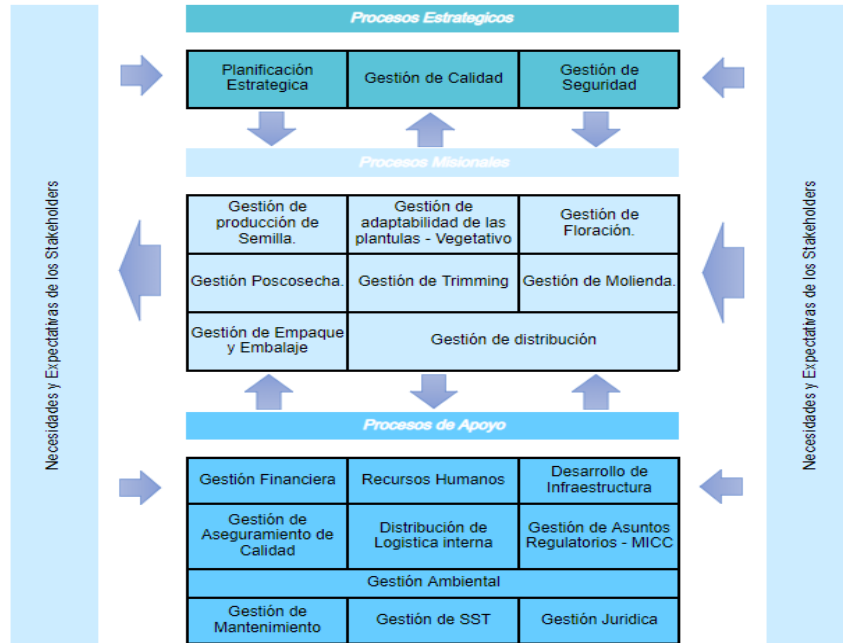 Procesos Estrategicos
Planificación
Estrategica
Gestión de Calidad
Gestión de
Seguridad
Necesidades y Expectativas de los Stakeholders
Procesos Misionales
Gestión de
producción de
Semilla.
Gestión de
adaptabilidad de las
plantulas - Vegetativo
Gestión de
Floración.
Gestión Poscosecha.
Gestión de Trimming
Gestión de Molienda.
Gestión de Empaque
y Embalaje
Gestión de distribución
Procesos de Apoyo
Gestión Financiera
Recursos Humanos
Desarrollo de
Infraestructura
Gestión de
Aseguramiento de
Calidad
Distribución de
Logistica interna
Gestión de Asuntos
Regulatorios - MICC
Gestión Ambiental
Gestión de
Mantenimiento
Gestión de SST
Gestión Juridica
Necesidades y Expectativas de los Stakeholders